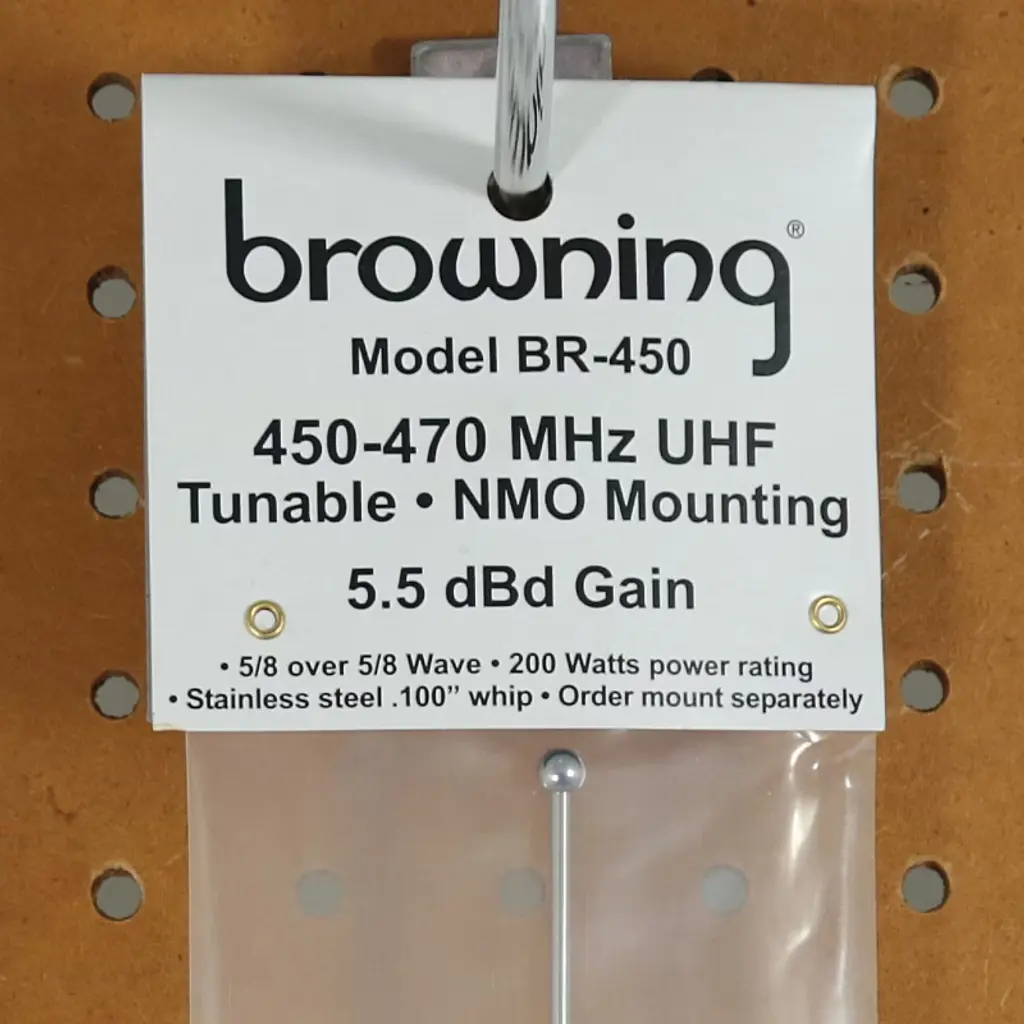 browning®
Model BR-450
450-470 MHz UHF
Tunable • NMO Mounting
5.5 dBd Gain
• 5/8 over 5/8 Wave • 200 Watts power rating
• Stainless steel .100” whip • Order mount separately